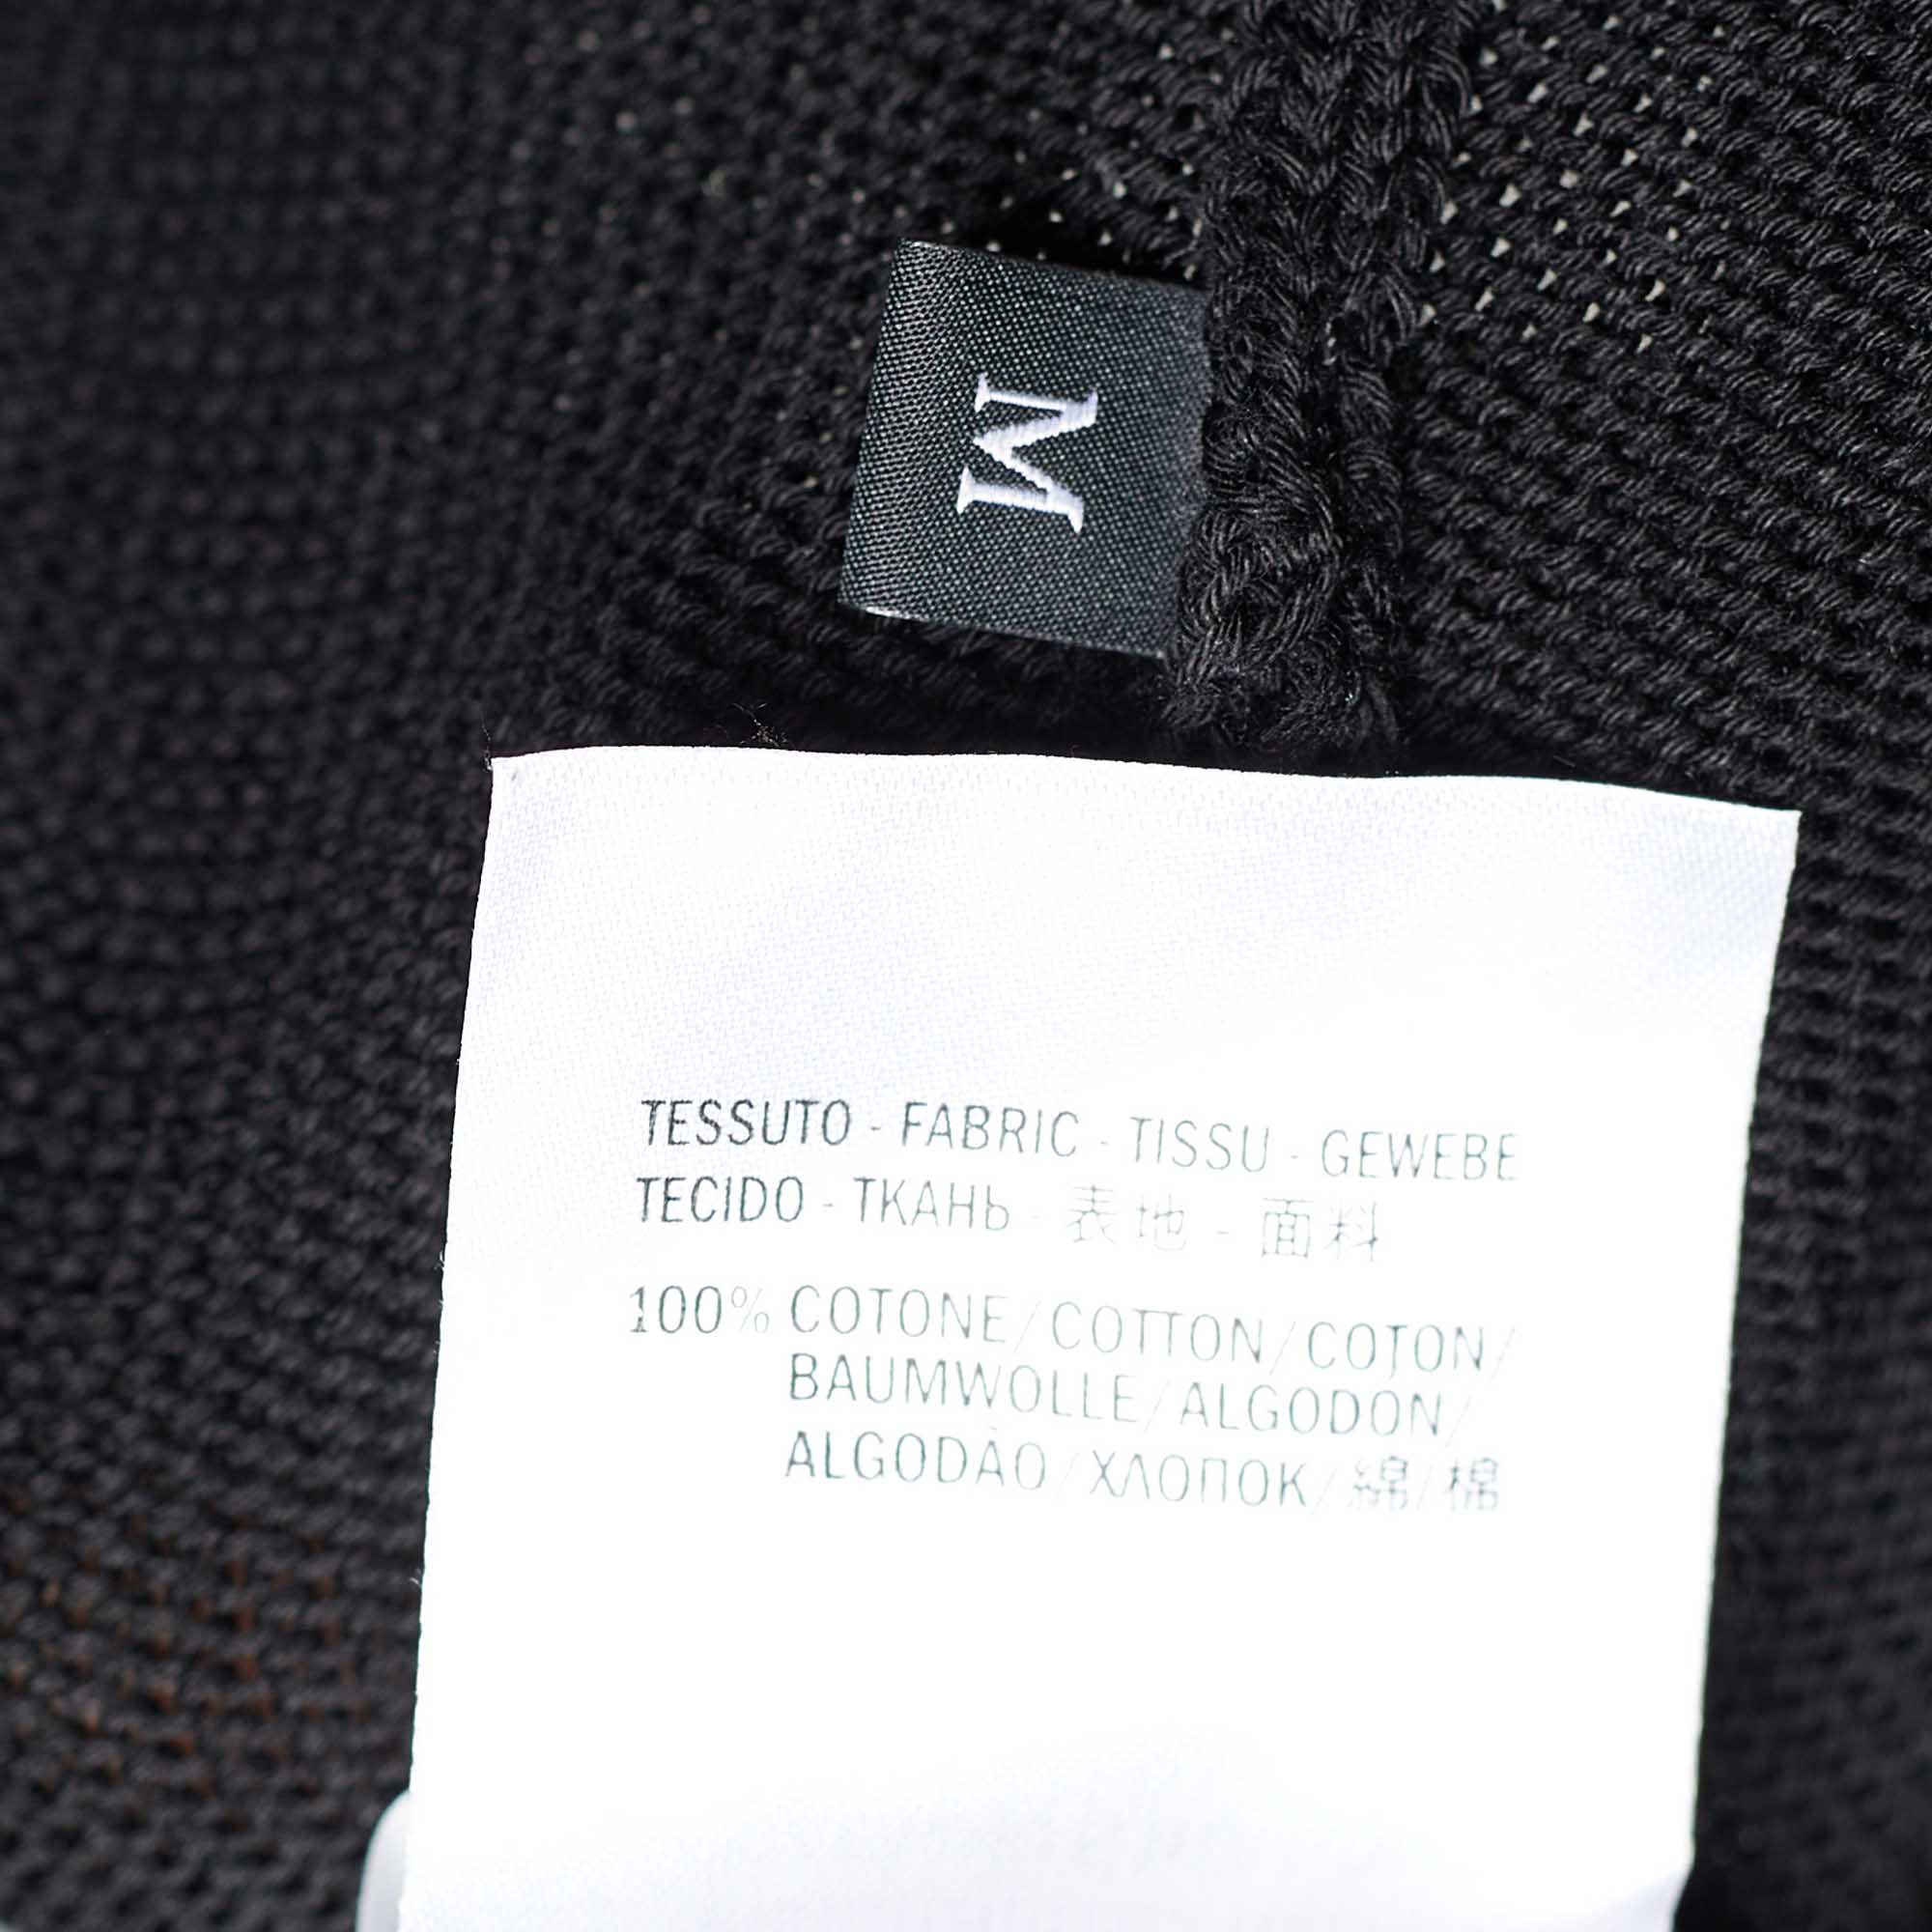 M
TESSUTO - FABRIC - TISSU - GEWEBE
TECIDO - ТКАНЬ - 表地 - 面料
100% COTONE/COTTON/COTON/
BAUMWOLLE/ALGODON/
ALGODÀO/ХЛОПОК/綿/棉